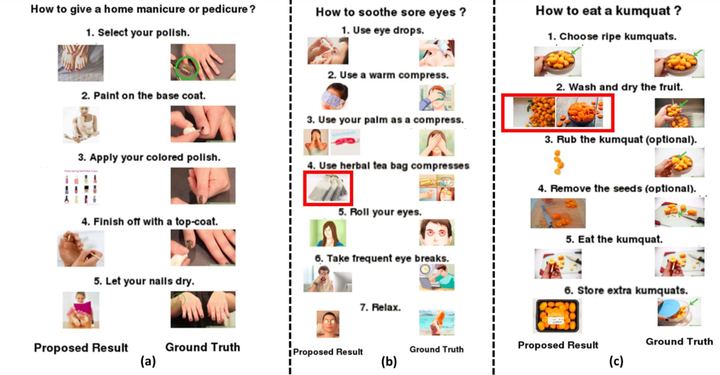 How to give a home manicure or pedicure?
1. Select your polish.
2. Paint on the base coat.
3. Apply your colored polish.
4. Finish off with a top-coat.
5. Let your nails dry.
Proposed Result
Ground Truth
(a)
How to soothe sore eyes ?
1. Use eye drops.
2. Use a warm compress.
3. Use your palm as a compress.
4. Use herbal tea bag compresses
5. Roll your eyes.
6. Take frequent eye breaks.
7. Relax.
Proposed Result
Ground Truth
(b)
How to eat a kumquat ?
1. Choose ripe kumquats.
2. Wash and dry the fruit.
3. Rub the kumquat (optional).
4. Remove the seeds (optional).
5. Eat the kumquat.
6. Store extra kumquats.
Proposed Result
Ground Truth
(c)